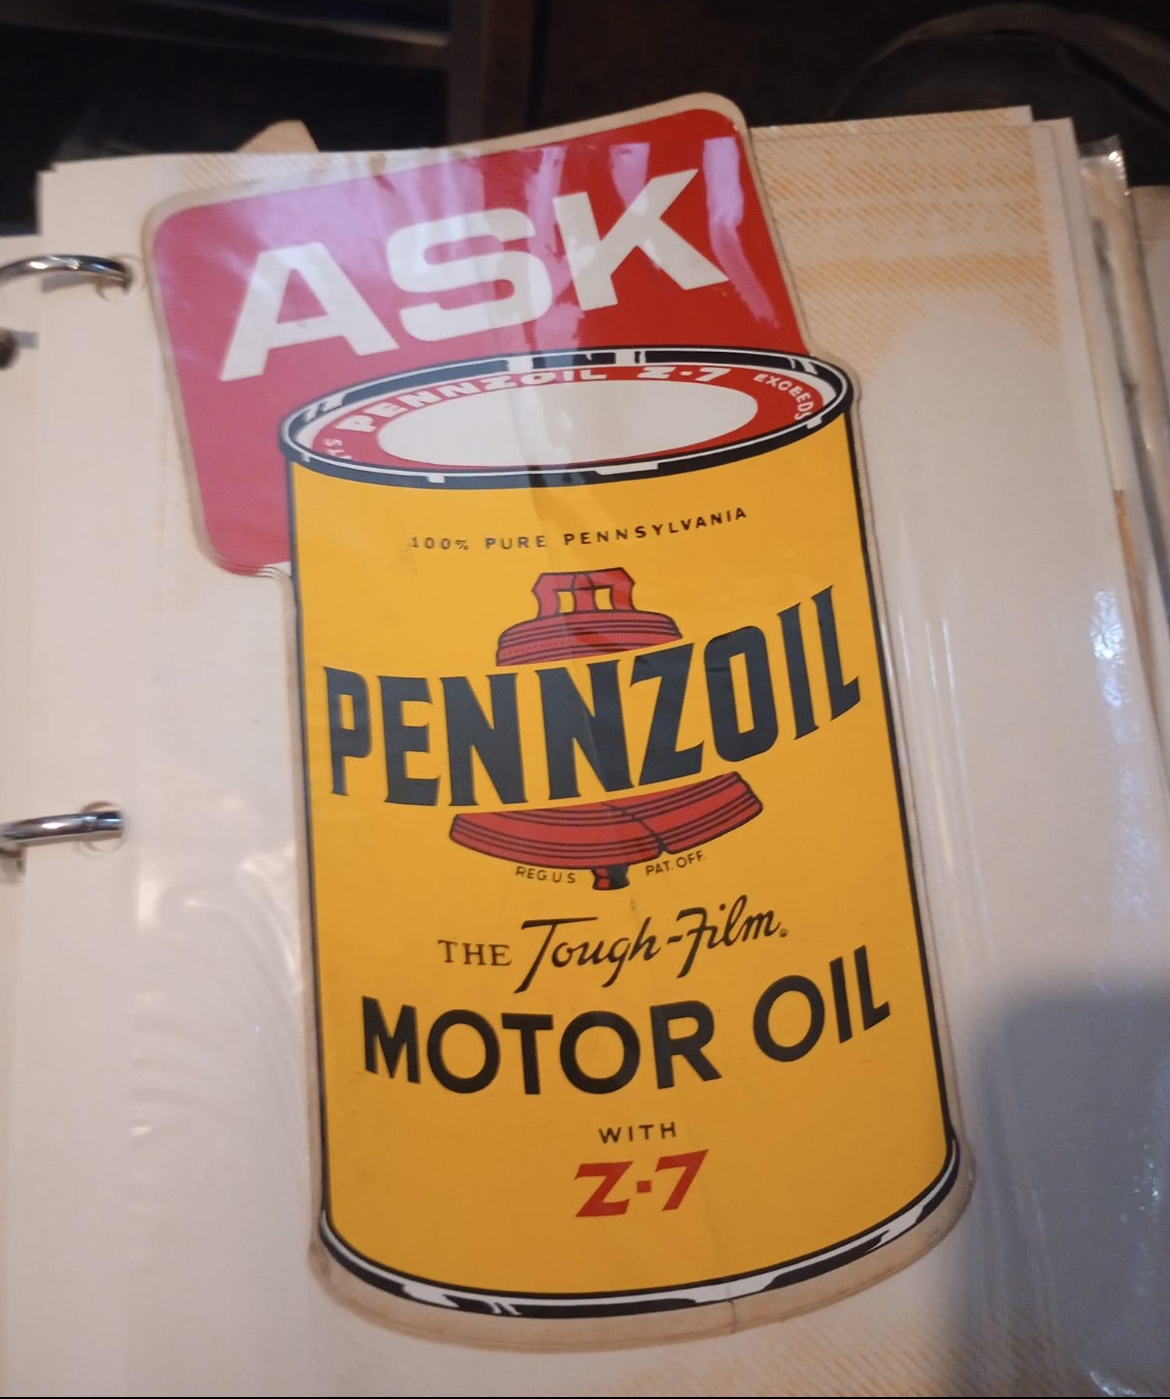 ASK
PENNZOIL Z-7 EXCEEDS
100% PURE PENNSYLVANIA
PENNZOIL
REG. U.S. PAT. OFF.
THE Tough-Film®
MOTOR OIL
WITH
Z-7